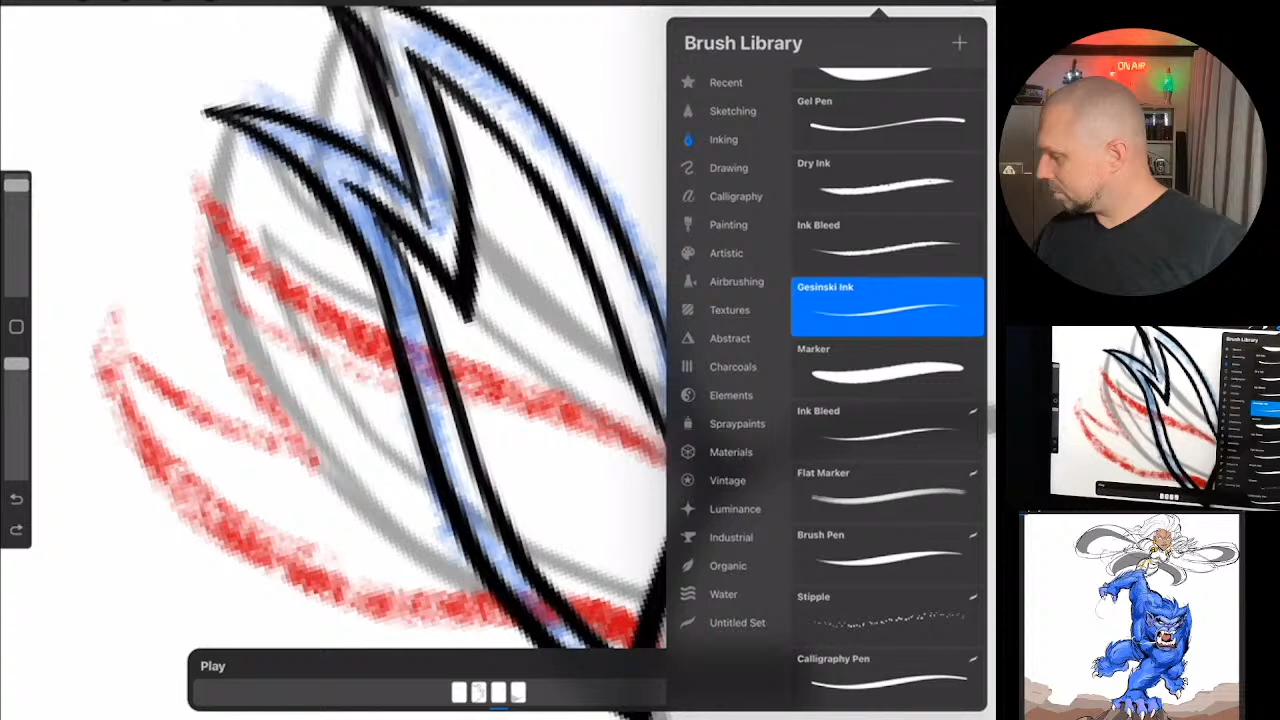 Brush Library
Recent
Sketching
Inking
Drawing
Calligraphy
Painting
Artistic
Airbrushing
Textures
Abstract
Charcoals
Elements
Spraypaints
Materials
Vintage
Luminance
Industrial
Organic
Water
Untitled Set
Gel Pen
Dry Ink
Ink Bleed
Gesinski Ink
Marker
Ink Bleed
Flat Marker
Brush Pen
Stipple
Calligraphy Pen
Play
ON AIR
Brush Library